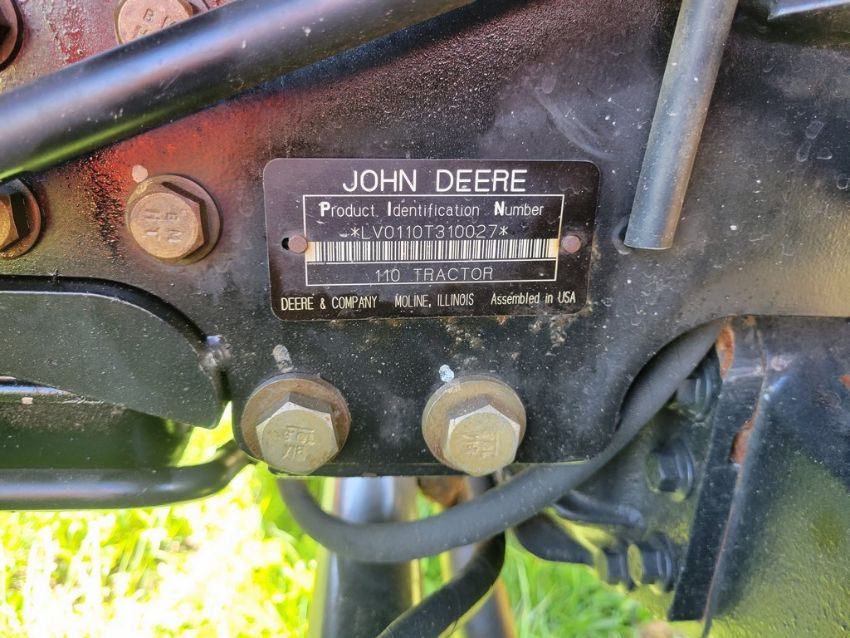 JOHN DEERE
Product Identification Number
*LV0110T310027*
110 TRACTOR
DEERE & COMPANY MOLINE, ILLINOIS Assembled in USA